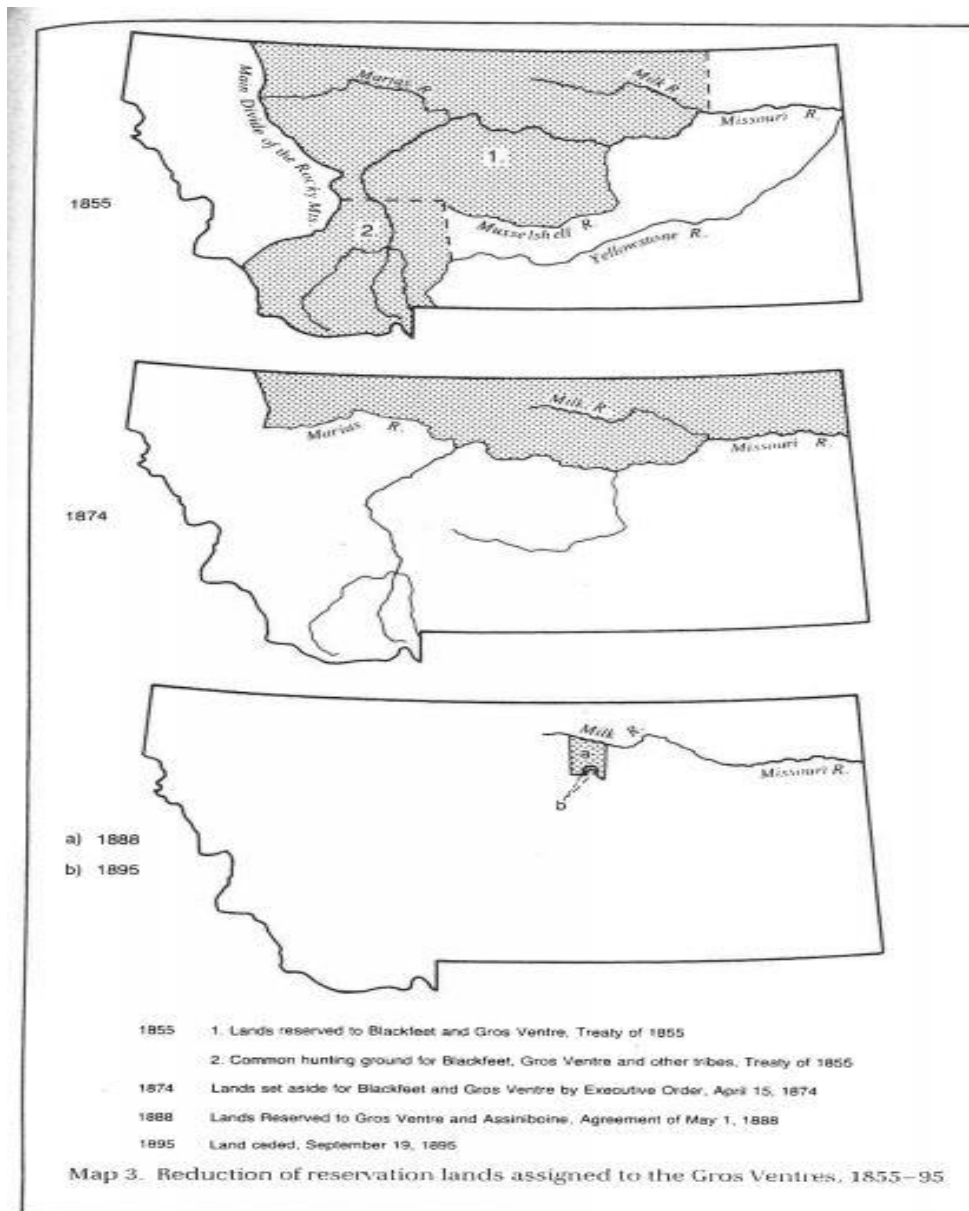 Main Divide of the Rocky Mts.
Marias R.
Milk R.
Missouri R.
1.
1855
2
Musselshell R.
Yellowstone R.
Milk R.
Marias R.
Missouri R.
1874
Milk R.
a
Missouri R.
b
a) 1888
b) 1895
1855 1. Lands reserved to Blackfeet and Gros Ventre, Treaty of 1855
2. Common hunting ground for Blackfeet, Gros Ventre and other tribes, Treaty of 1855
1874 Lands set aside for Blackfeet and Gros Ventre by Executive Order, April 15, 1874
1888 Lands Reserved to Gros Ventre and Assiniboine, Agreement of May 1, 1888
1895 Land ceded, September 19, 1895
Map 3. Reduction of reservation lands assigned to the Gros Ventres, 1855–95